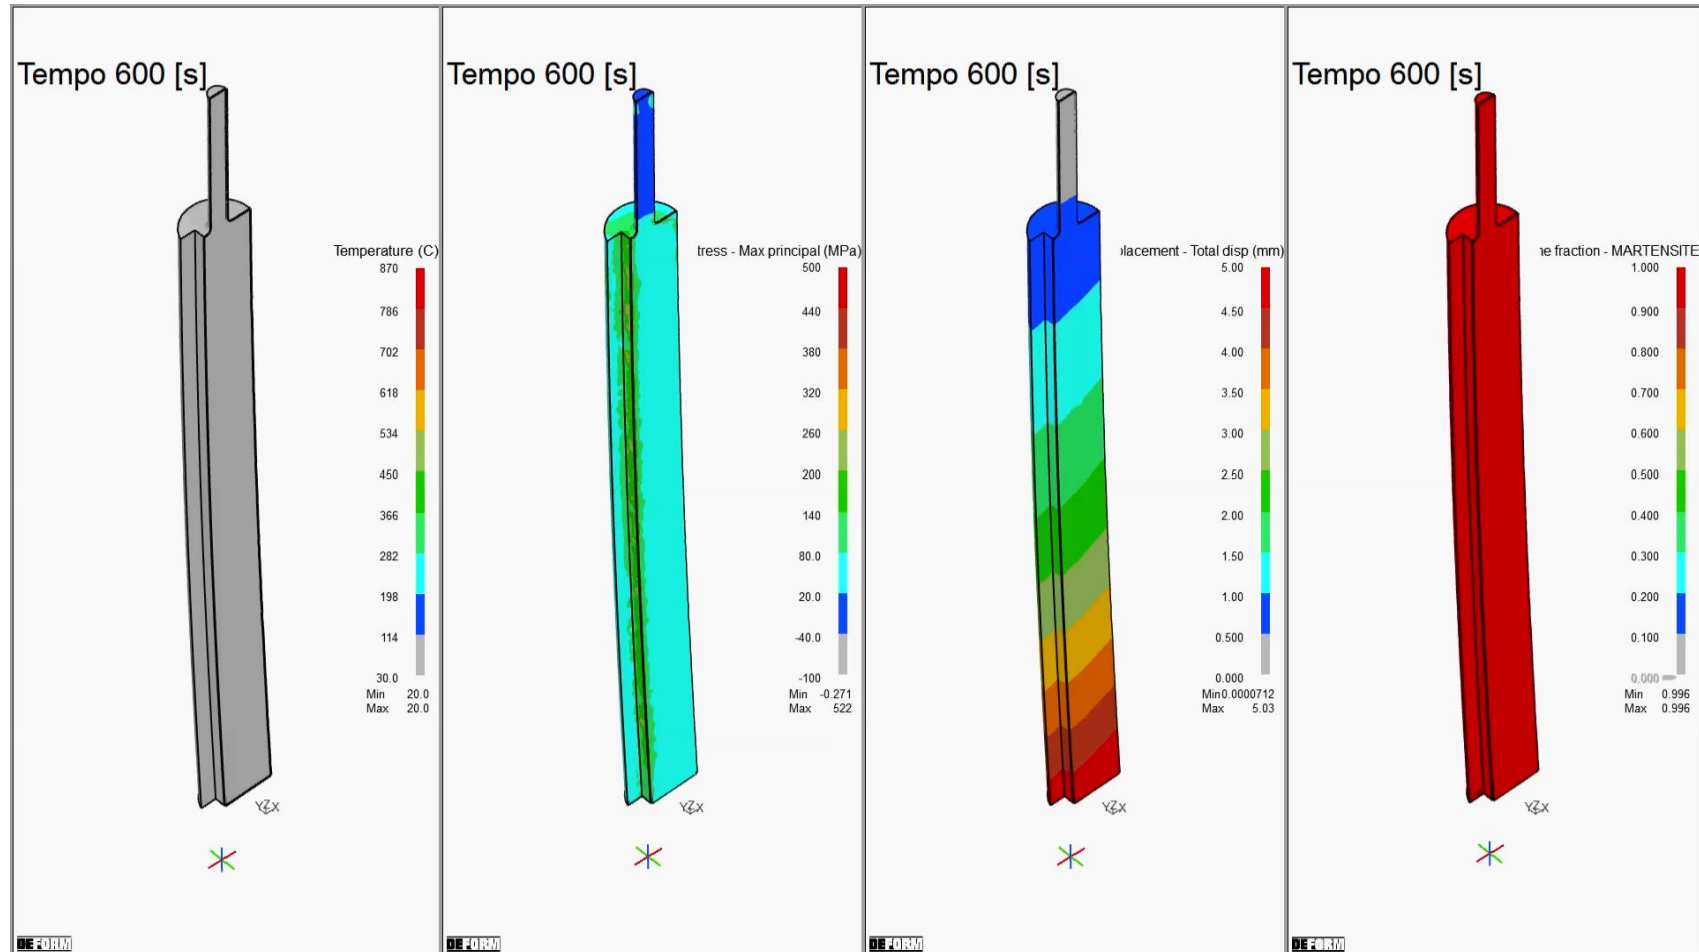 Tempo 600 [s]
Temperature (C)
870
786
702
618
534
450
366
282
198
114
30.0
Min 20.0
Max 20.0
DEFORM
Tempo 600 [s]
tress - Max principal (MPa)
500
440
380
320
260
200
140
80.0
20.0
-40.0
-100
Min -0.271
Max 522
DEFORM
Tempo 600 [s]
placement - Total disp (mm)
5.00
4.50
4.00
3.50
3.00
2.50
2.00
1.50
1.00
0.500
0.000
Min 0.0000712
Max 5.03
DEFORM
Tempo 600 [s]
ne fraction - MARTENSITE
1.000
0.900
0.800
0.700
0.600
0.500
0.400
0.300
0.200
0.100
0.000
Min 0.996
Max 0.996
DEFORM